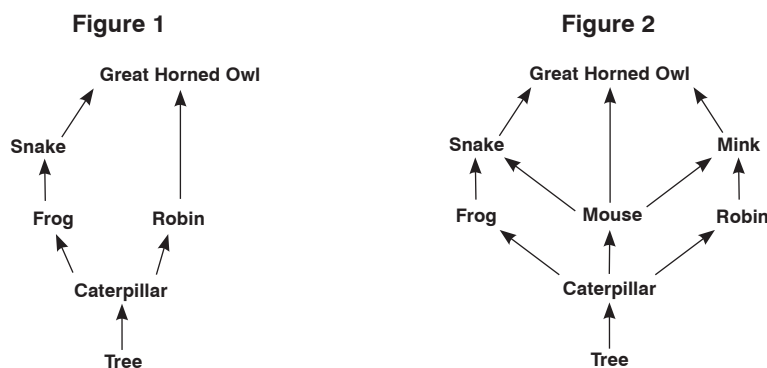 Figure 1
Great Horned Owl
Snake
Frog
Robin
Caterpillar
Tree
Figure 2
Great Horned Owl
Snake
Mink
Frog
Mouse
Robin
Caterpillar
Tree